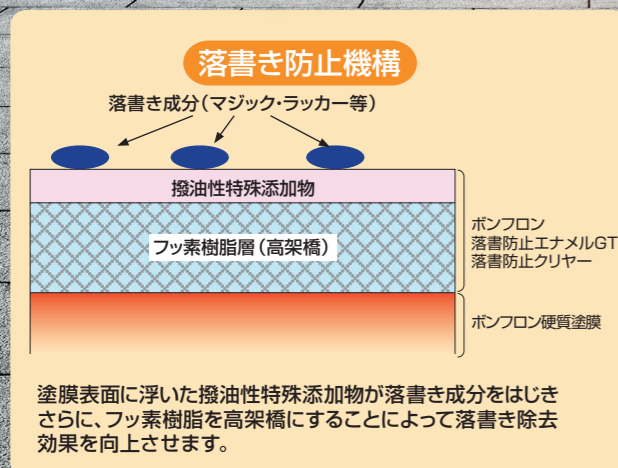 落書き防止機構
落書き成分(マジック・ラッカー等)
撥油性特殊添加物
フッ素樹脂層(高架橋)
ボンフロン
落書防止エナメルGT
落書防止クリヤー
ボンフロン硬質塗膜
塗膜表面に浮いた撥油性特殊添加物が落書き成分をはじき
さらに、フッ素樹脂を高架橋にすることによって落書き除去
効果を向上させます。